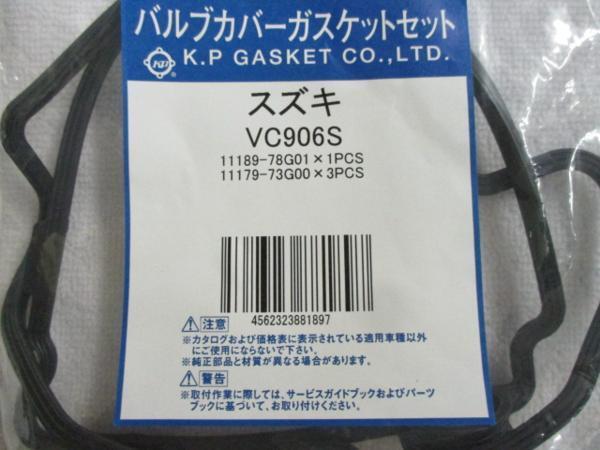 バルブカバーガスケットセット
KP
®
K.P GASKET CO.,LTD.
スズキ
VC906S
11189-78G01×1PCS
11179-73G00×3PCS
4562323881897
注意
※カタログおよび価格表に表示されている適用車種以外
にご使用にならないで下さい。
※純正部品と材質が異なる場合があります。
警告
※取付作業に際しては、サービスガイドブックおよびパーツ
ブックに基づいて、お取り付けください。